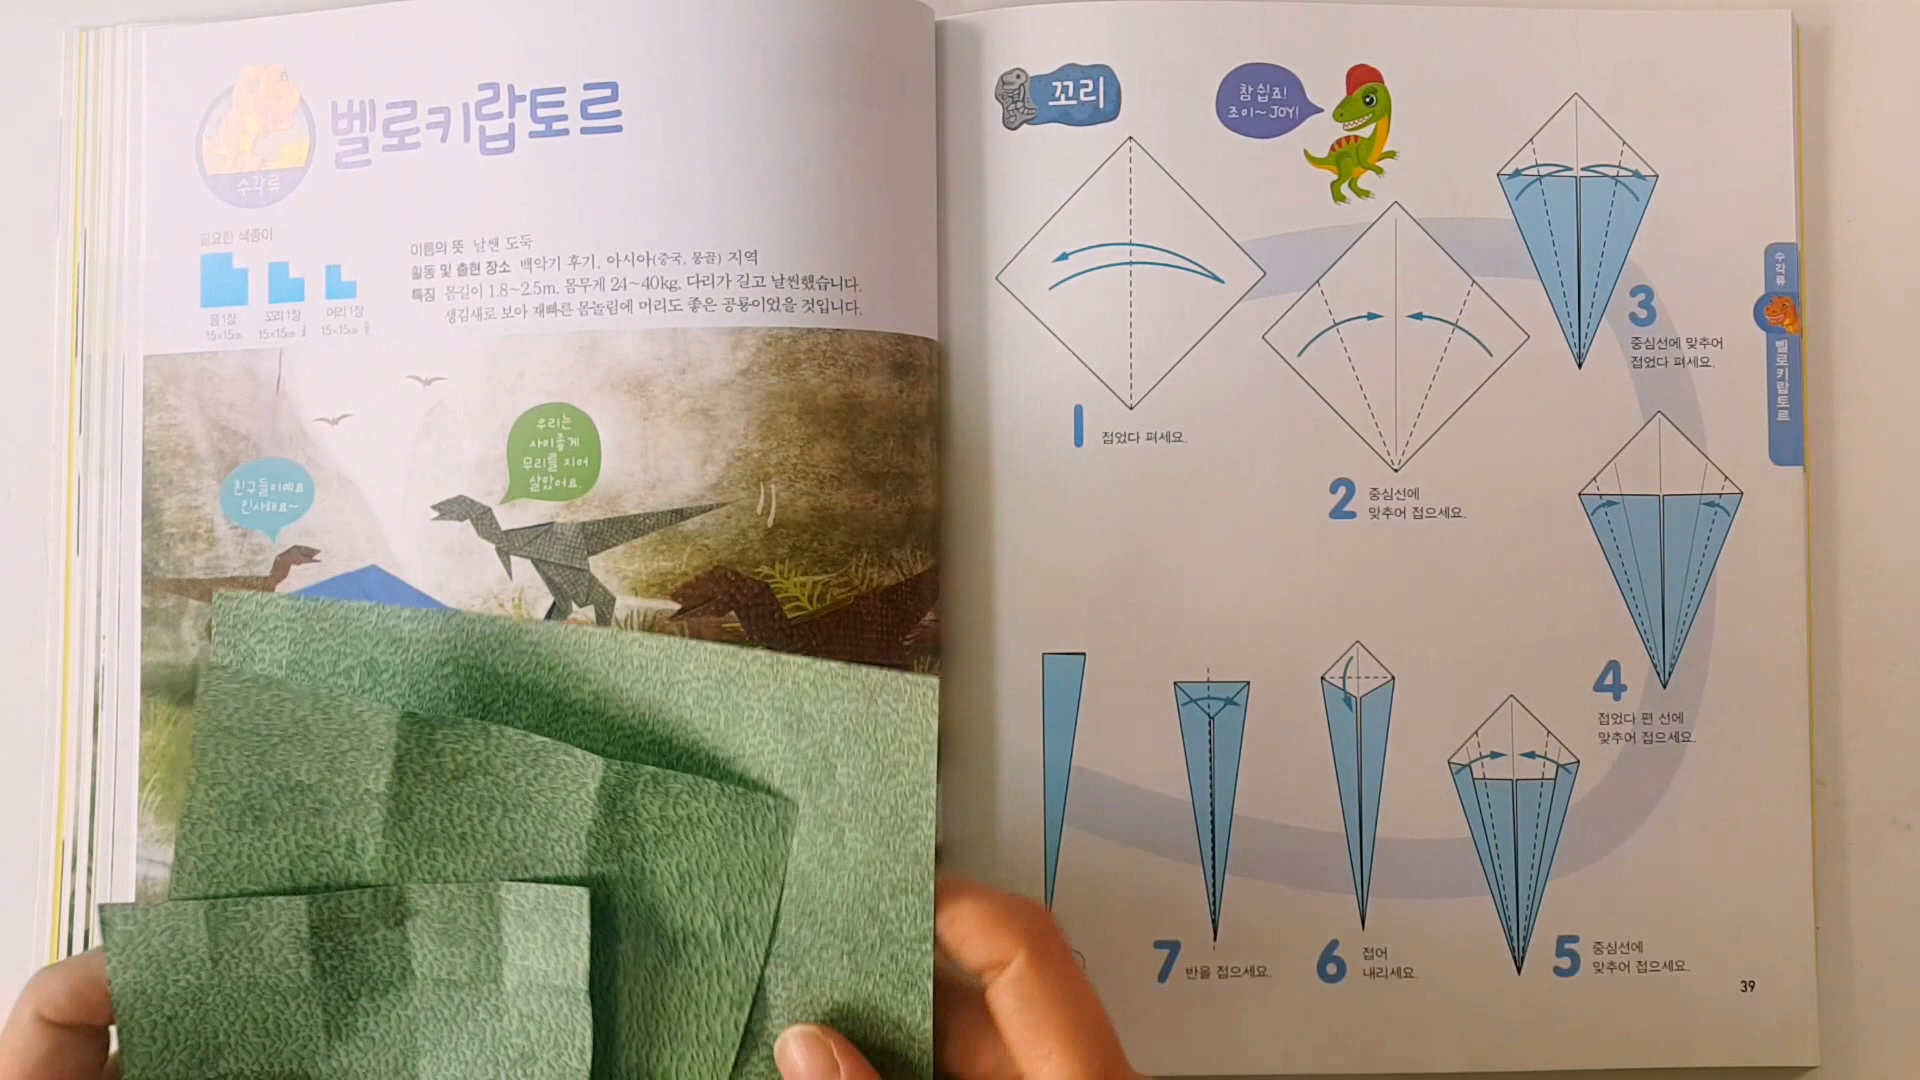 벨로키랍토르
수각류
필요한 색종이
몸 1장
15×15㎝
꼬리 1장
15×15㎝
머리 1장
15×15㎝
이름의 뜻 날쌘 도둑
활동 및 출현 장소 백악기 후기, 아시아(중국, 몽골) 지역
특징 몸길이 1.8~2.5m, 몸무게 24~40kg, 다리가 길고 날씬했습니다.
생김새로 보아 재빠른 몸놀림에 머리도 좋은 공룡이었을 것입니다.
우리는
사이좋게
무리를 지어
살았어요.
친구들이에요
인사해요~
꼬리
참 쉽죠!
조이~JOY!
1 접었다 펴세요.
2 중심선에
맞추어 접으세요.
3
중심선에 맞추어
접었다 펴세요.
4
접었다 편 선에
맞추어 접으세요.
5 중심선에
맞추어 접으세요.
6 접어
내리세요.
7 반을 접으세요.
수각류
벨로키랍토르
39